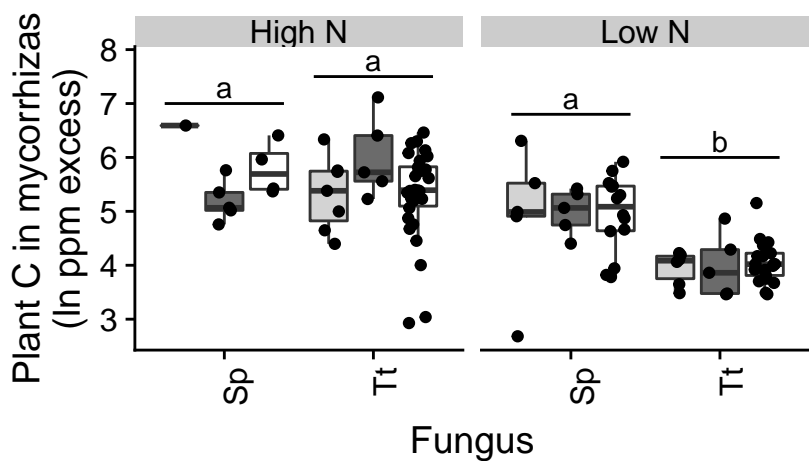 High N
Low N
Plant C in mycorrhizas
(ln ppm excess)
8
7
6
5
4
3
a
a
a
b
Sp
Tt
Sp
Tt
Fungus